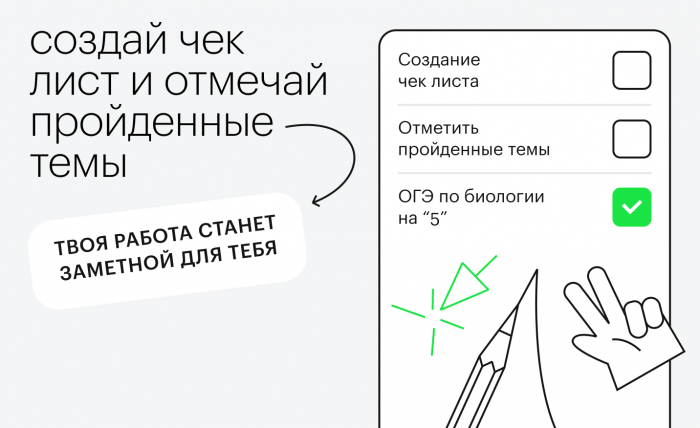 создай чек
лист и отмечай
пройденные
темы
ТВОЯ РАБОТА СТАНЕТ
ЗАМЕТНОЙ ДЛЯ ТЕБЯ
Создание
чек листа
Отметить
пройденные темы
ОГЭ по биологии
на “5”